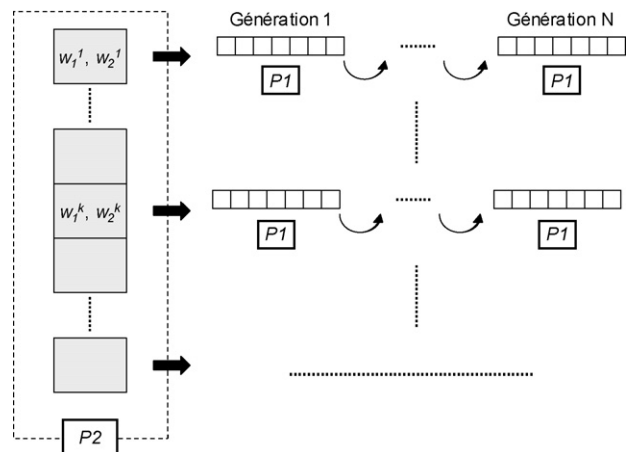 Génération 1
Génération N
w₁¹, w₂¹
P1
P1
w₁ᵏ, w₂ᵏ
P1
P1
P2